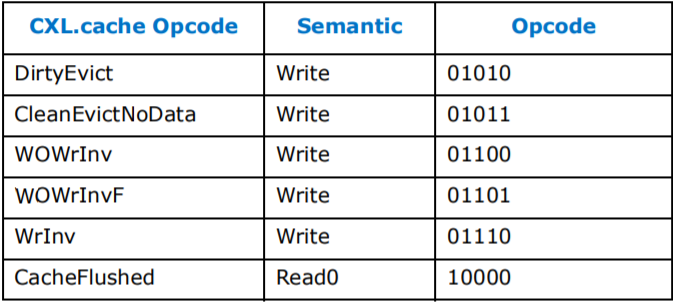 CXL.cache Opcode Semantic Opcode
DirtyEvict Write 01010
CleanEvictNoData Write 01011
WOWrInv Write 01100
WOWrInvF Write 01101
WrInv Write 01110
CacheFlushed Read0 10000